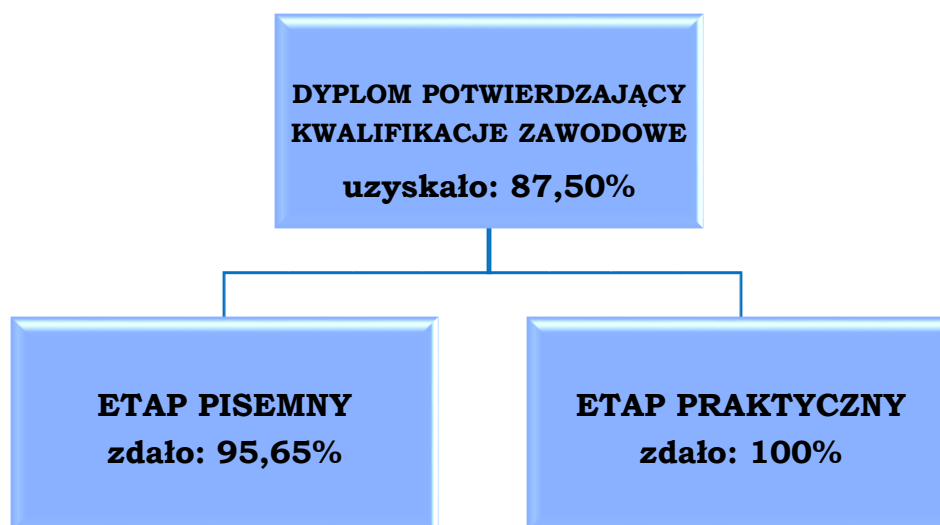 DYPLOM POTWIERDZAJĄCY
KWALIFIKACJE ZAWODOWE
uzyskało: 87,50%
ETAP PISEMNY
zdało: 95,65%
ETAP PRAKTYCZNY
zdało: 100%